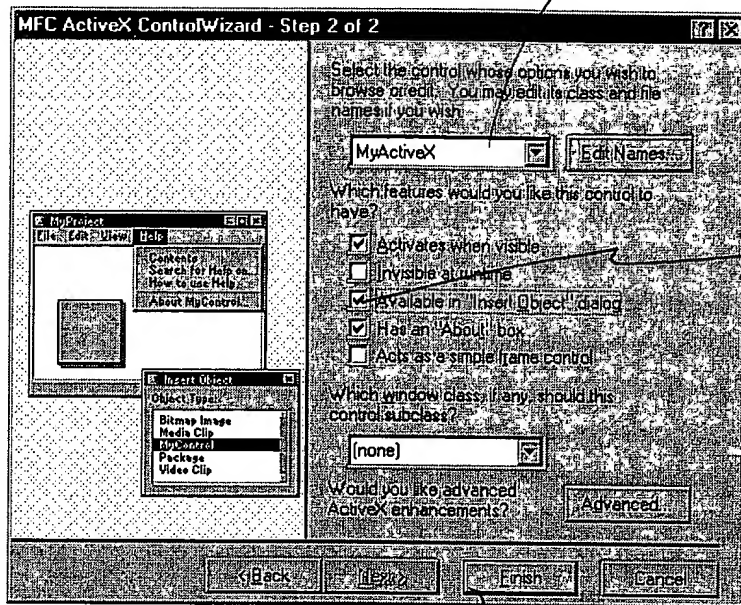 MFC ActiveX ControlWizard - Step 2 of 2
Select the control whose options you wish to
browse or edit. You may edit its class and file
names if you wish.
MyActiveX
Edit Names...
Which features would you like this control to
have?
Activates when visible
Invisible at runtime
Available in "Insert Object" dialog
Has an "About" box
Acts as a simple frame control
Which window class, if any, should this
control subclass?
(none)
Would you like advanced
ActiveX enhancements?
Advanced...
MyProject
File Edit View Help
Contents
Search for Help on...
How to use Help
About MyControl...
Insert Object
Object Type:
Bitmap Image
Media Clip
MyControl
Package
Video Clip
< Back
Next >
Finish
Cancel